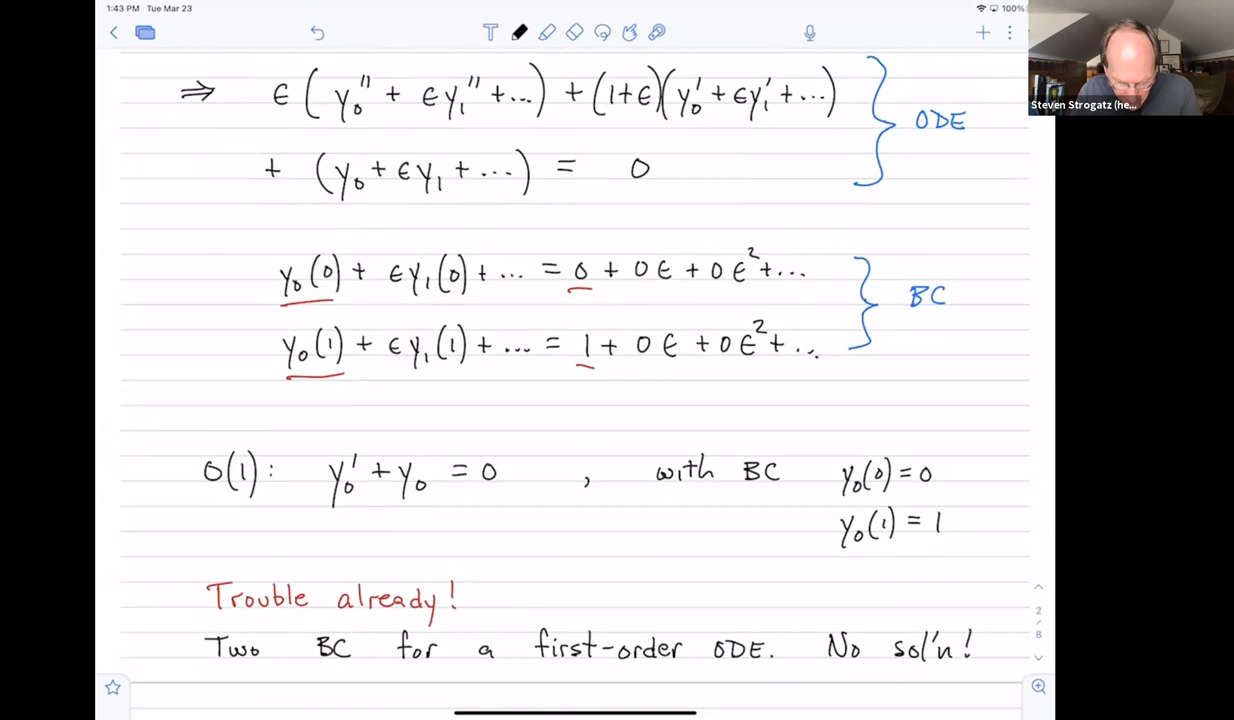 1:43 PM Tue Mar 23
100%
⇒ ϵ ( y₀'' + ϵy₁'' + ...) + (1+ϵ)(y₀' + ϵy₁' + ...)
+ (y₀ + ϵy₁ + ...) = 0
ODE
Steven Strogatz (he...
y₀(0) + ϵy₁(0) + ... = 0 + 0ϵ + 0ϵ² + ...
y₀(1) + ϵy₁(1) + ... = 1 + 0ϵ + 0ϵ² + ...
BC
O(1): y₀' + y₀ = 0 , with BC y₀(0) = 0
y₀(1) = 1
Trouble already!
Two BC for a first-order ODE. No sol'n!
2
/
8